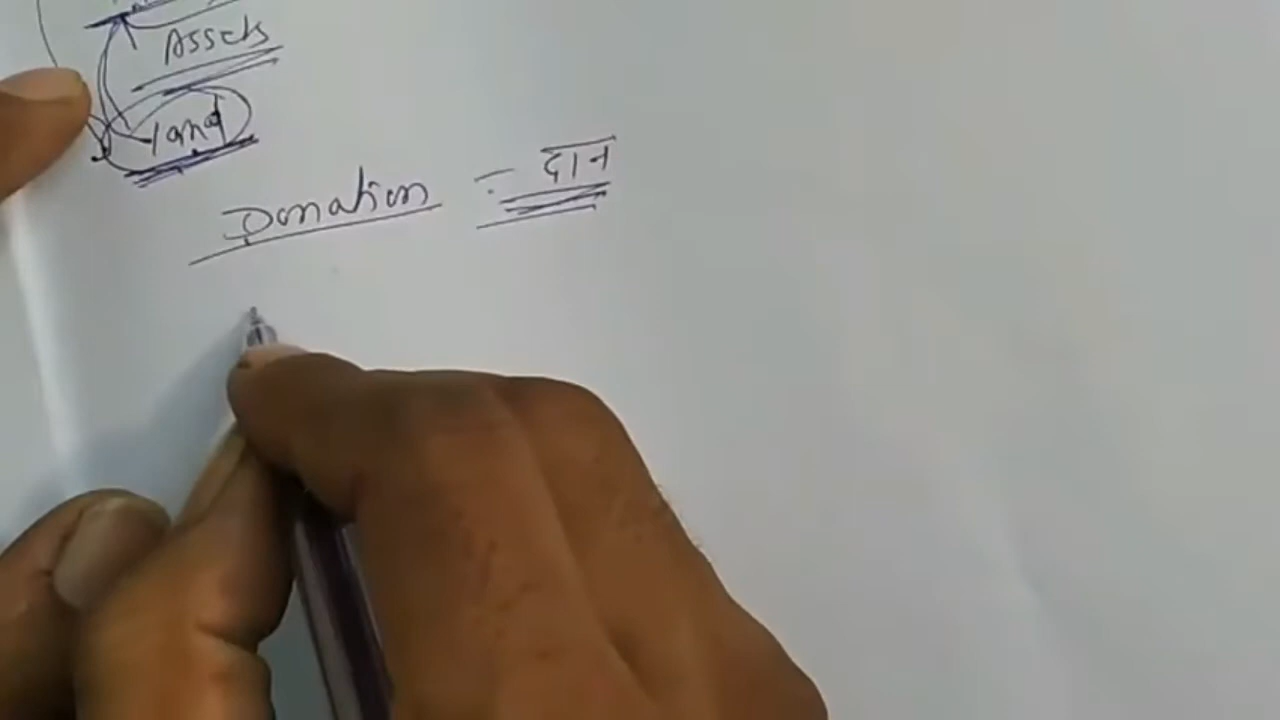 Assets
land
Donation :- दान